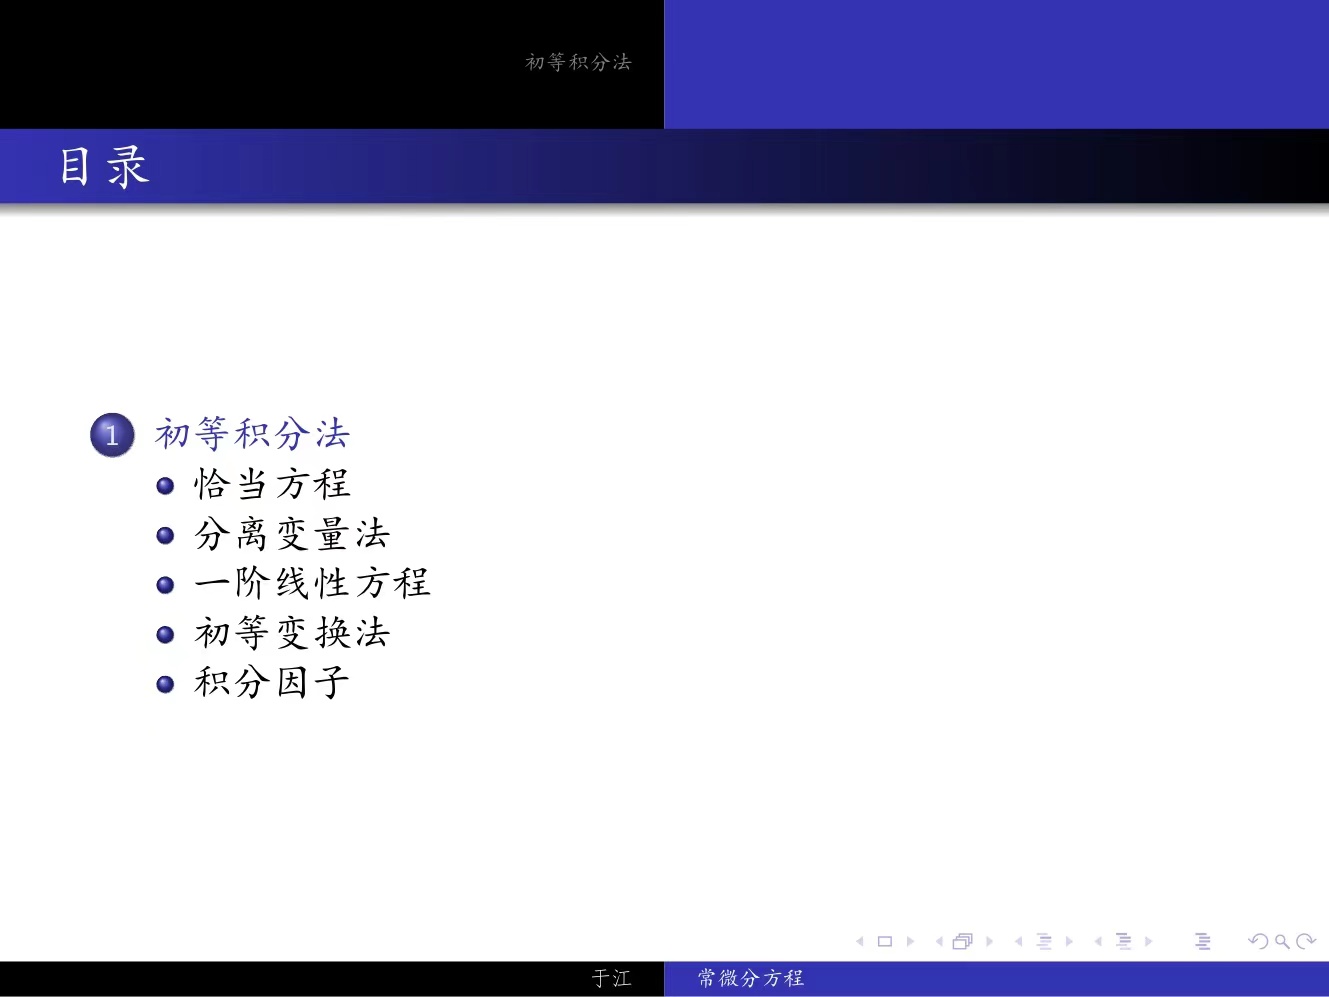 初等积分法
目录
1 初等积分法
恰当方程
分离变量法
一阶线性方程
初等变换法
积分因子
于江
常微分方程